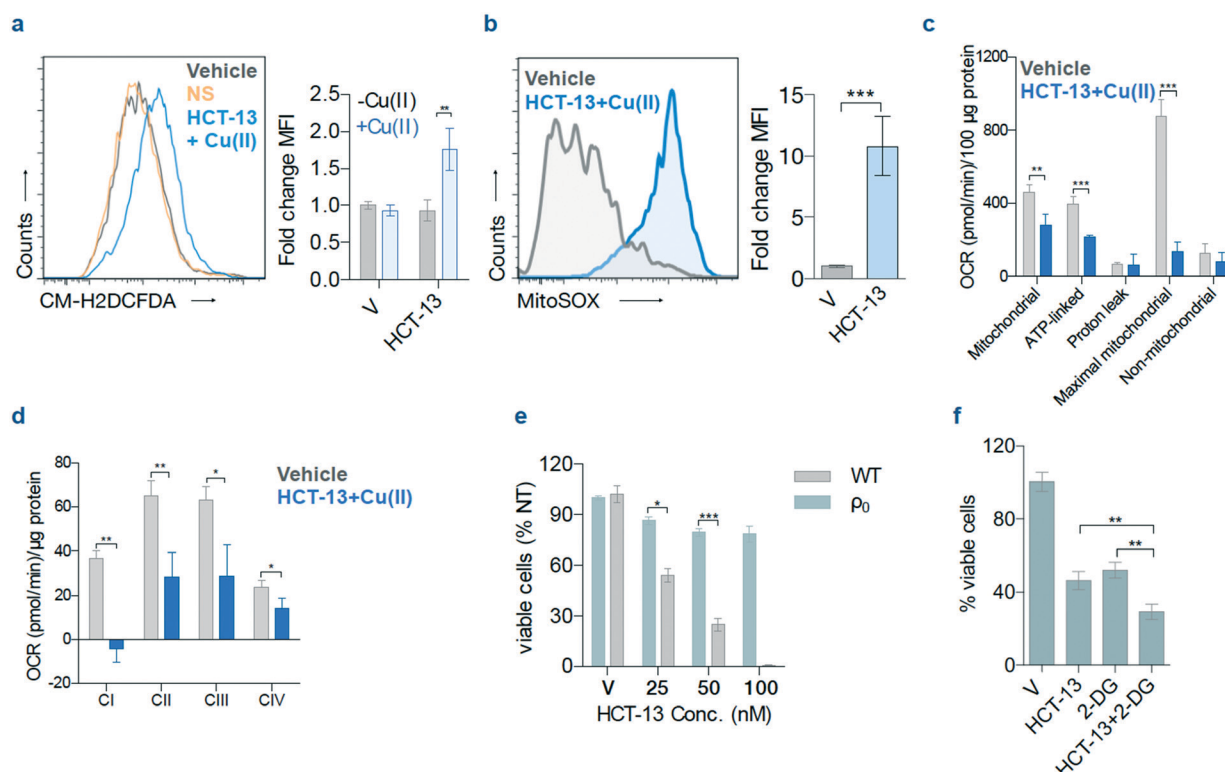 a
Vehicle
NS
HCT-13
+ Cu(II)
Counts
CM-H2DCFDA
Fold change MFI
2.5
2.0
1.5
1.0
0.5
0.0
-Cu(II)
+Cu(II)
**
V
HCT-13
b
Vehicle
HCT-13+Cu(II)
Counts
MitoSOX
Fold change MFI
15
10
5
0
***
V
HCT-13
c
Vehicle
HCT-13+Cu(II)
OCR (pmol/min)/100 µg protein
1200
800
400
0
**
***
***
Mitochondrial
ATP-linked
Proton leak
Maximal mitochondrial
Non-mitochondrial
d
Vehicle
HCT-13+Cu(II)
OCR (pmol/min)/µg protein
80
60
40
20
0
-20
**
**
*
*
CI
CII
CIII
CIV
e
WT
ρ0
viable cells (% NT)
120
90
60
30
0
*
***
V
25
50
100
HCT-13 Conc. (nM)
f
% viable cells
120
80
40
0
**
**
V
HCT-13
2-DG
HCT-13+2-DG